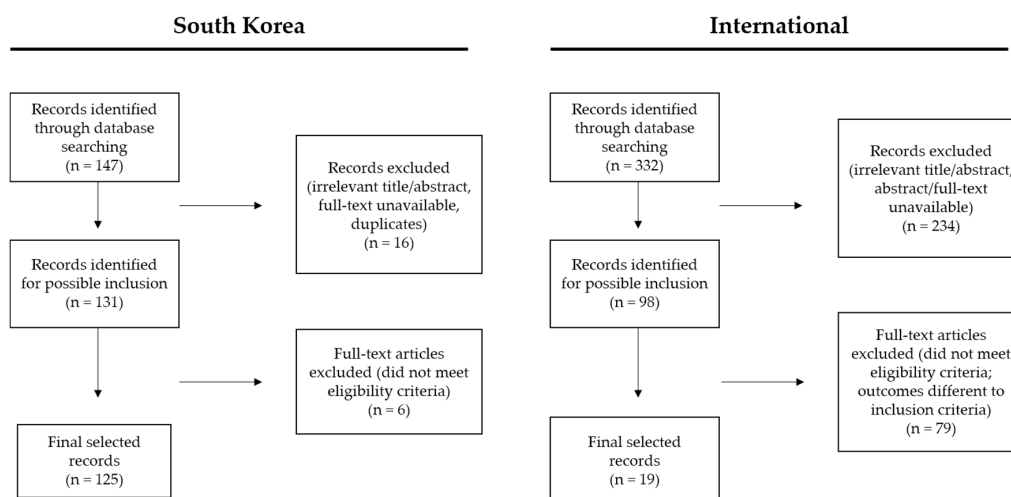 South Korea
Records identified
through database
searching
(n = 147)
Records excluded
(irrelevant title/abstract,
full-text unavailable,
duplicates)
(n = 16)
Records identified
for possible inclusion
(n = 131)
Full-text articles
excluded (did not meet
eligibility criteria)
(n = 6)
Final selected
records
(n = 125)
International
Records identified
through database
searching
(n = 332)
Records excluded
(irrelevant title/abstract,
abstract/full-text
unavailable)
(n = 234)
Records identified
for possible inclusion
(n = 98)
Full-text articles
excluded (did not meet
eligibility criteria;
outcomes different to
inclusion criteria)
(n = 79)
Final selected
records
(n = 19)